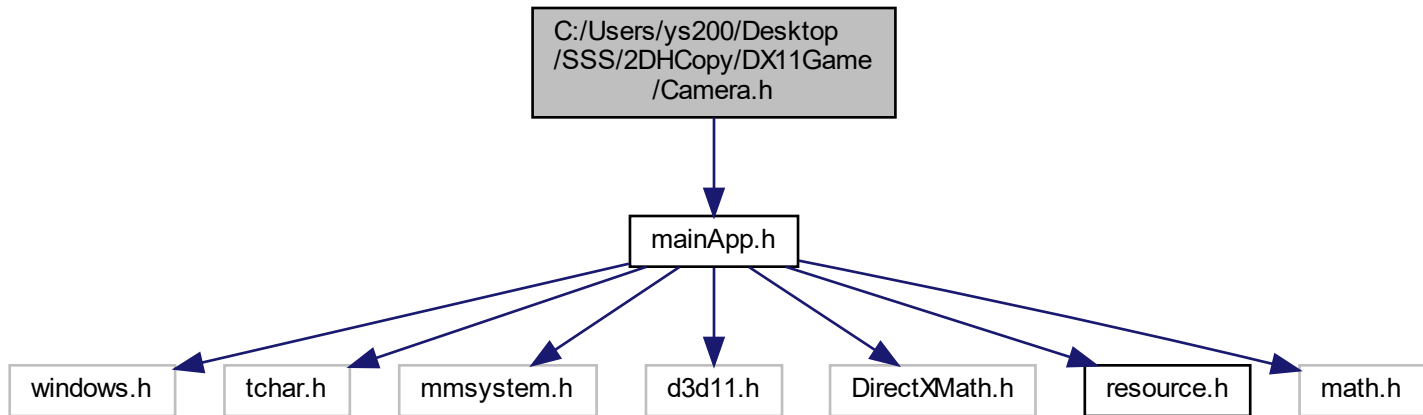 C:/Users/ys200/Desktop
/SSS/2DHCopy/DX11Game
/Camera.h
mainApp.h
windows.h
tchar.h
mmsystem.h
d3d11.h
DirectXMath.h
resource.h
math.h